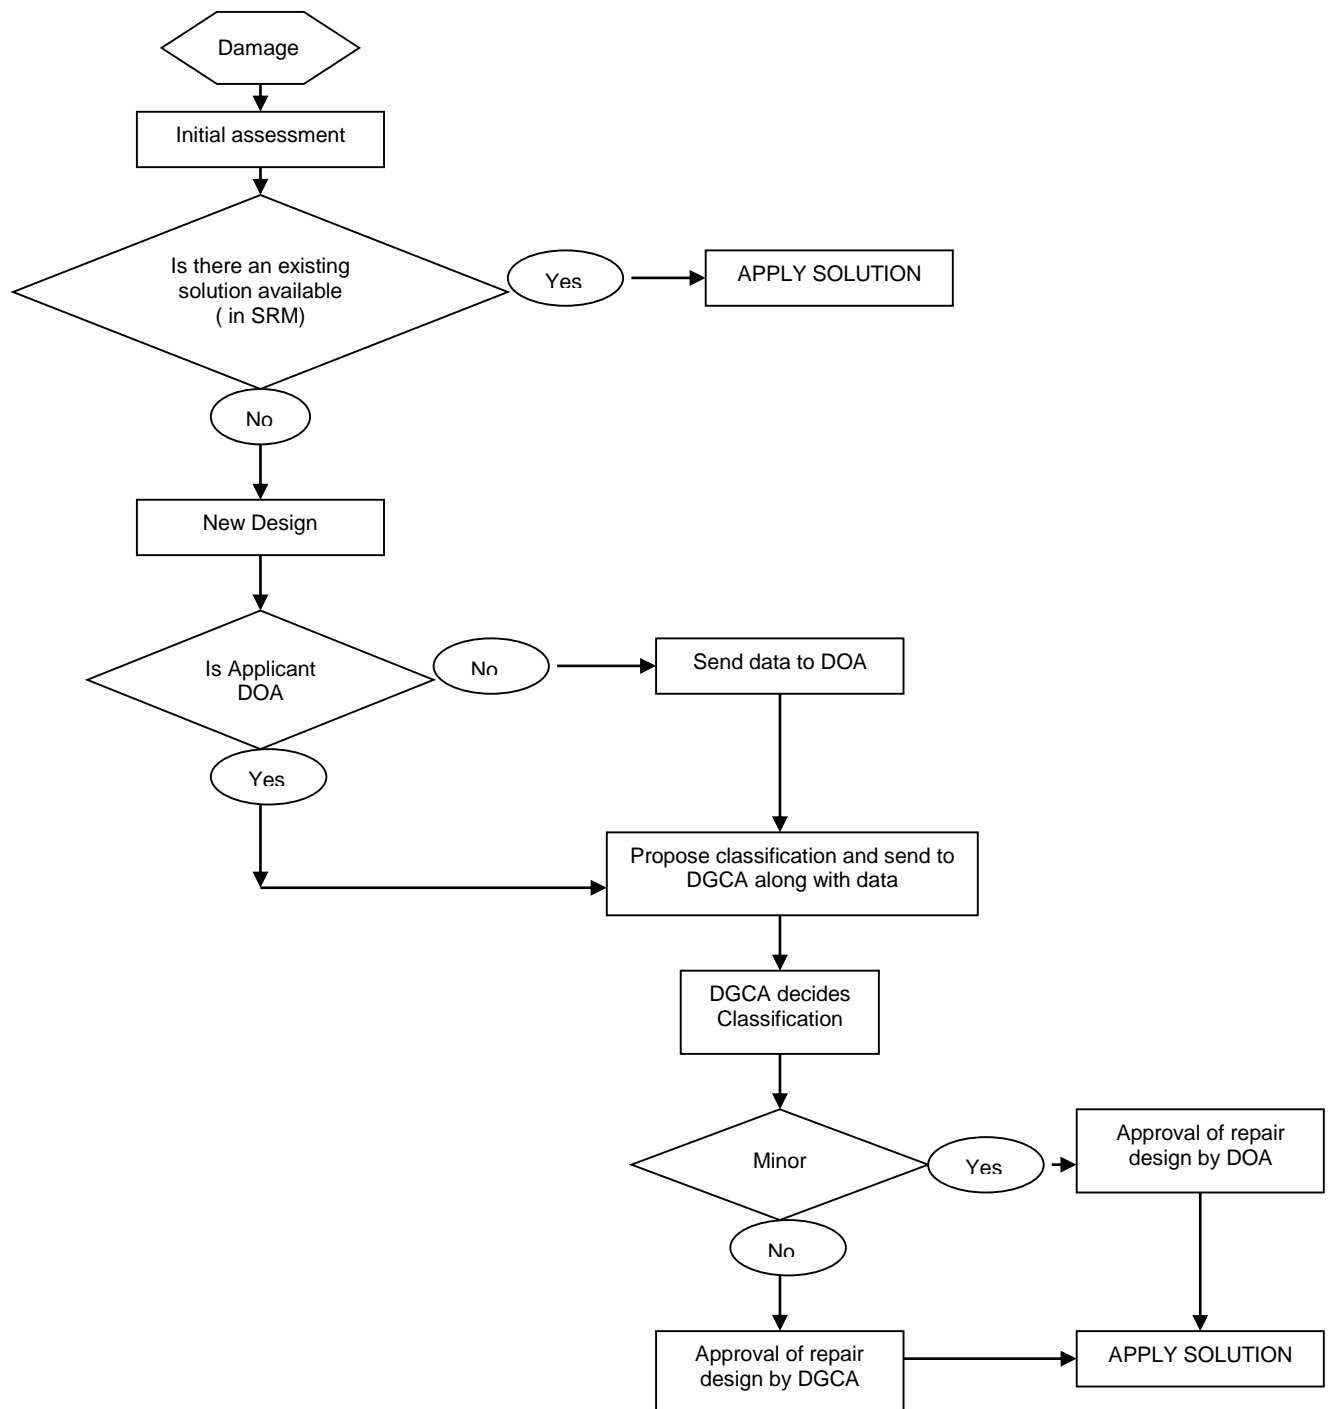 Damage
Initial assessment
Is there an existing
solution available
( in SRM)
Yes
APPLY SOLUTION
No
New Design
Is Applicant
DOA
No
Send data to DOA
Yes
Propose classification and send to
DGCA along with data
DGCA decides
Classification
Minor
Yes
Approval of repair
design by DOA
No
Approval of repair
design by DGCA
APPLY SOLUTION